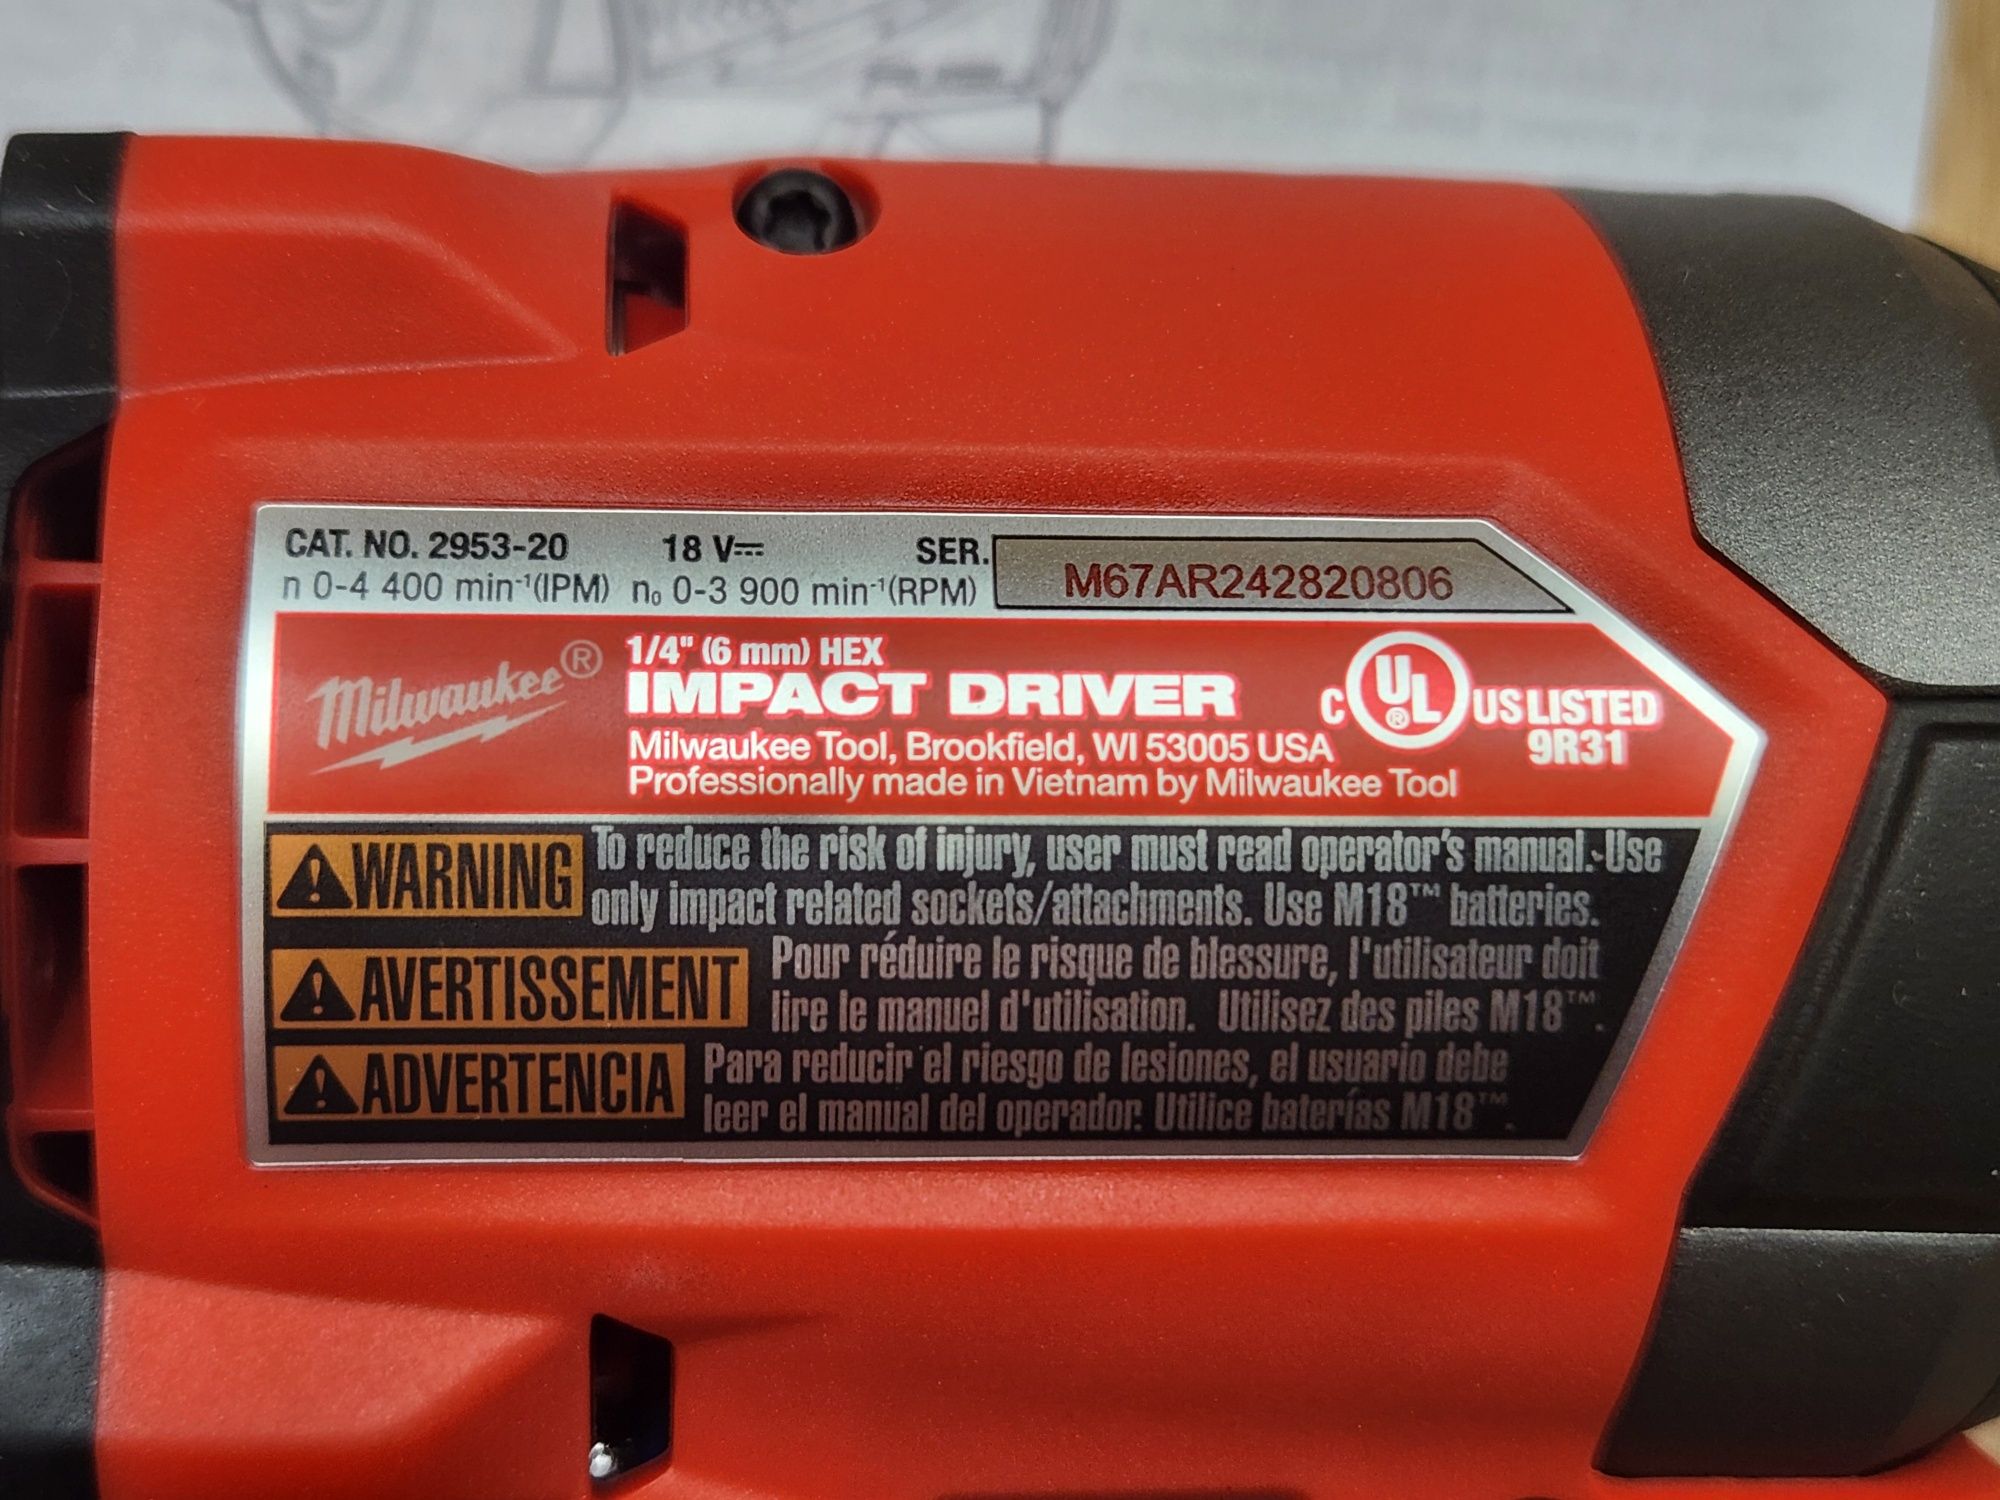 CAT. NO. 2953-20 18 V⎓ SER. M67AR242820806
n 0-4 400 min⁻¹(IPM) n₀ 0-3 900 min⁻¹(RPM)
Milwaukee®
1/4" (6 mm) HEX
IMPACT DRIVER
Milwaukee Tool, Brookfield, WI 53005 USA
Professionally made in Vietnam by Milwaukee Tool
C UL® US LISTED
9R31
⚠WARNING To reduce the risk of injury, user must read operator's manual. Use
only impact related sockets/attachments. Use M18™ batteries.
⚠AVERTISSEMENT Pour réduire le risque de blessure, l'utilisateur doit
lire le manuel d'utilisation. Utilisez des piles M18™.
⚠ADVERTENCIA Para reducir el riesgo de lesiones, el usuario debe
leer el manual del operador. Utilice baterías M18™.